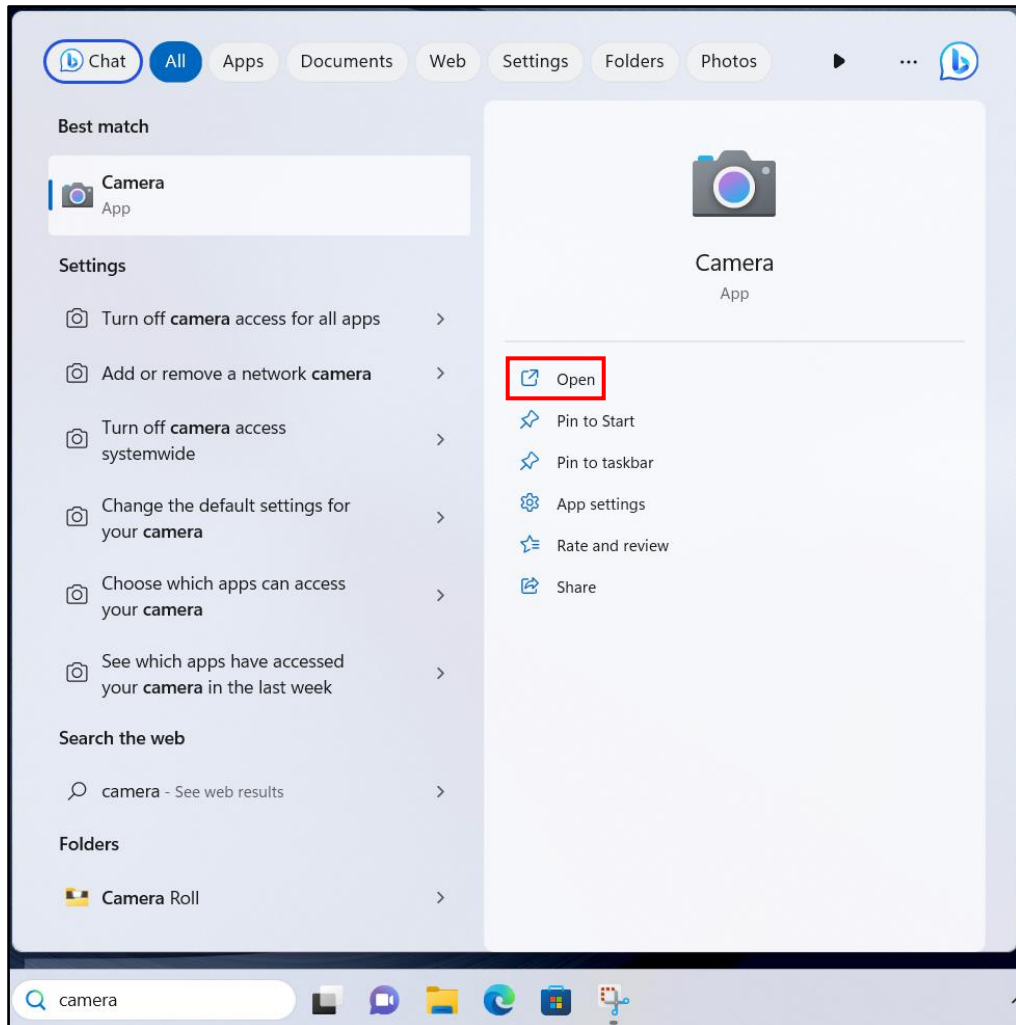 Chat All Apps Documents Web Settings Folders Photos
Best match
Camera
App
Settings
Turn off camera access for all apps
Add or remove a network camera
Turn off camera access
systemwide
Change the default settings for
your camera
Choose which apps can access
your camera
See which apps have accessed
your camera in the last week
Search the web
camera - See web results
Folders
Camera Roll
Camera
App
Open
Pin to Start
Pin to taskbar
App settings
Rate and review
Share
camera